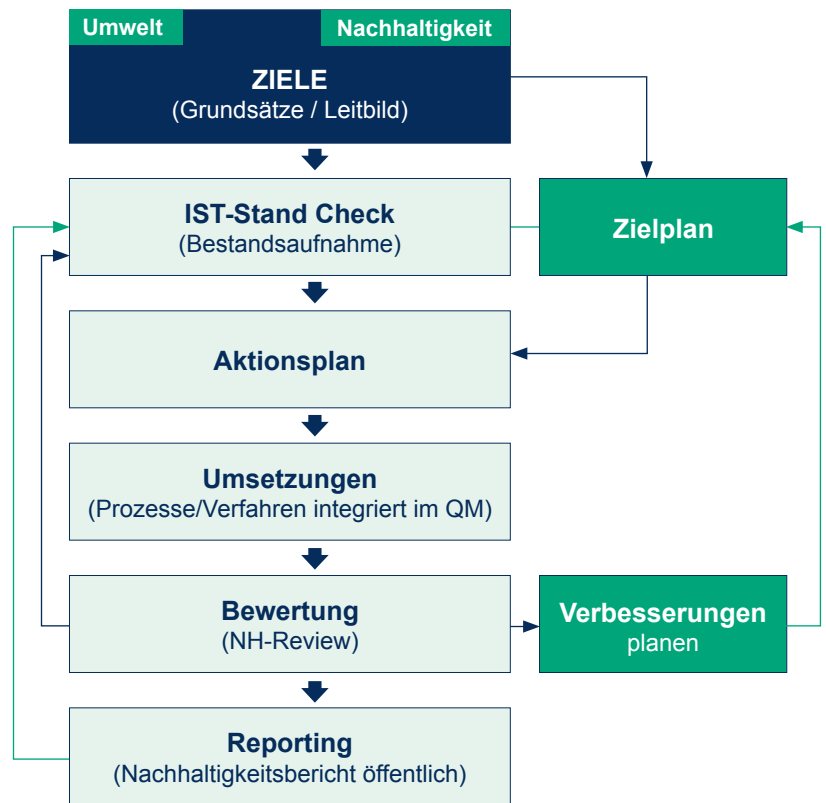 Umwelt
Nachhaltigkeit
ZIELE
(Grundsätze / Leitbild)
IST-Stand Check
(Bestandsaufnahme)
Zielplan
Aktionsplan
Umsetzungen
(Prozesse/Verfahren integriert im QM)
Bewertung
(NH-Review)
Verbesserungen
planen
Reporting
(Nachhaltigkeitsbericht öffentlich)